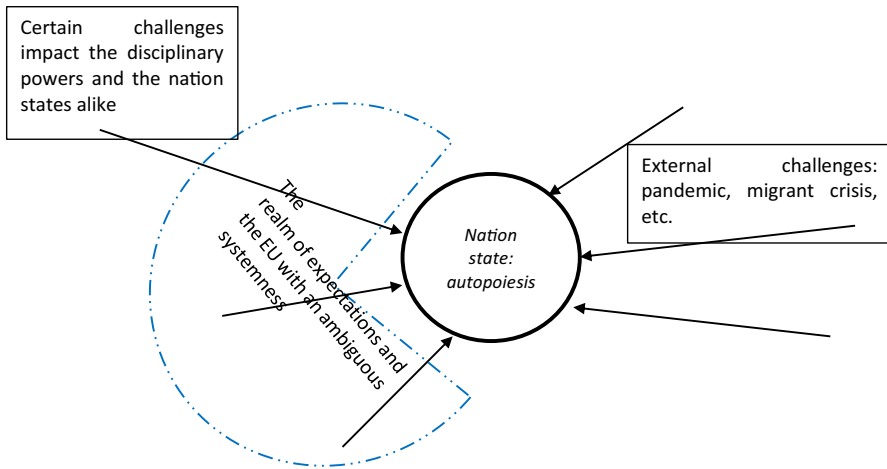 Certain challenges
impact the disciplinary
powers and the nation
states alike
External challenges:
pandemic, migrant crisis,
etc.
The
realm of expectations and
the EU with an ambiguous
systemness
Nation
state:
autopoiesis